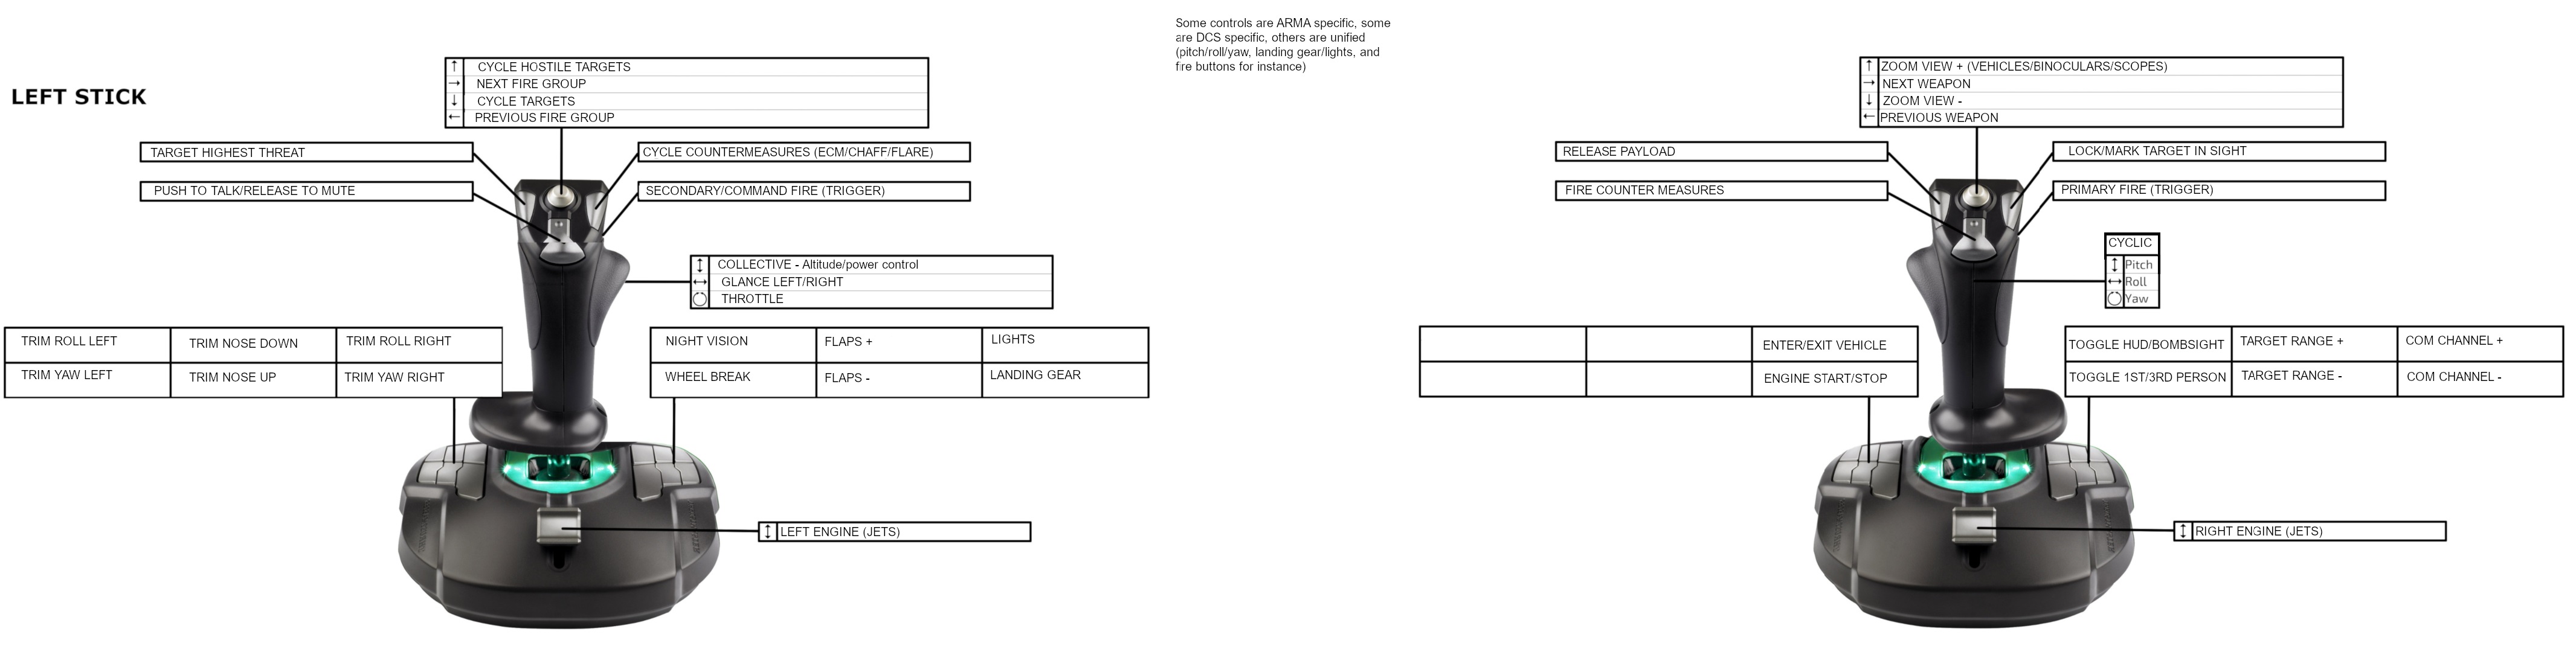 Some controls are ARMA specific, some
are DCS specific, others are unified
(pitch/roll/yaw, landing gear/lights, and
fire buttons for instance)
LEFT STICK
↑ CYCLE HOSTILE TARGETS
→ NEXT FIRE GROUP
↓ CYCLE TARGETS
← PREVIOUS FIRE GROUP
TARGET HIGHEST THREAT
CYCLE COUNTERMEASURES (ECM/CHAFF/FLARE)
PUSH TO TALK/RELEASE TO MUTE
SECONDARY/COMMAND FIRE (TRIGGER)
↕ COLLECTIVE - Altitude/power control
↔ GLANCE LEFT/RIGHT
THROTTLE
TRIM ROLL LEFT TRIM NOSE DOWN TRIM ROLL RIGHT
TRIM YAW LEFT TRIM NOSE UP TRIM YAW RIGHT
NIGHT VISION FLAPS + LIGHTS
WHEEL BREAK FLAPS - LANDING GEAR
↕ LEFT ENGINE (JETS)
↑ ZOOM VIEW + (VEHICLES/BINOCULARS/SCOPES)
→ NEXT WEAPON
↓ ZOOM VIEW -
← PREVIOUS WEAPON
RELEASE PAYLOAD
LOCK/MARK TARGET IN SIGHT
FIRE COUNTER MEASURES
PRIMARY FIRE (TRIGGER)
CYCLIC
↕ Pitch
↔ Roll
Yaw
ENTER/EXIT VEHICLE
ENGINE START/STOP
TOGGLE HUD/BOMBSIGHT TARGET RANGE + COM CHANNEL +
TOGGLE 1ST/3RD PERSON TARGET RANGE - COM CHANNEL -
↕ RIGHT ENGINE (JETS)